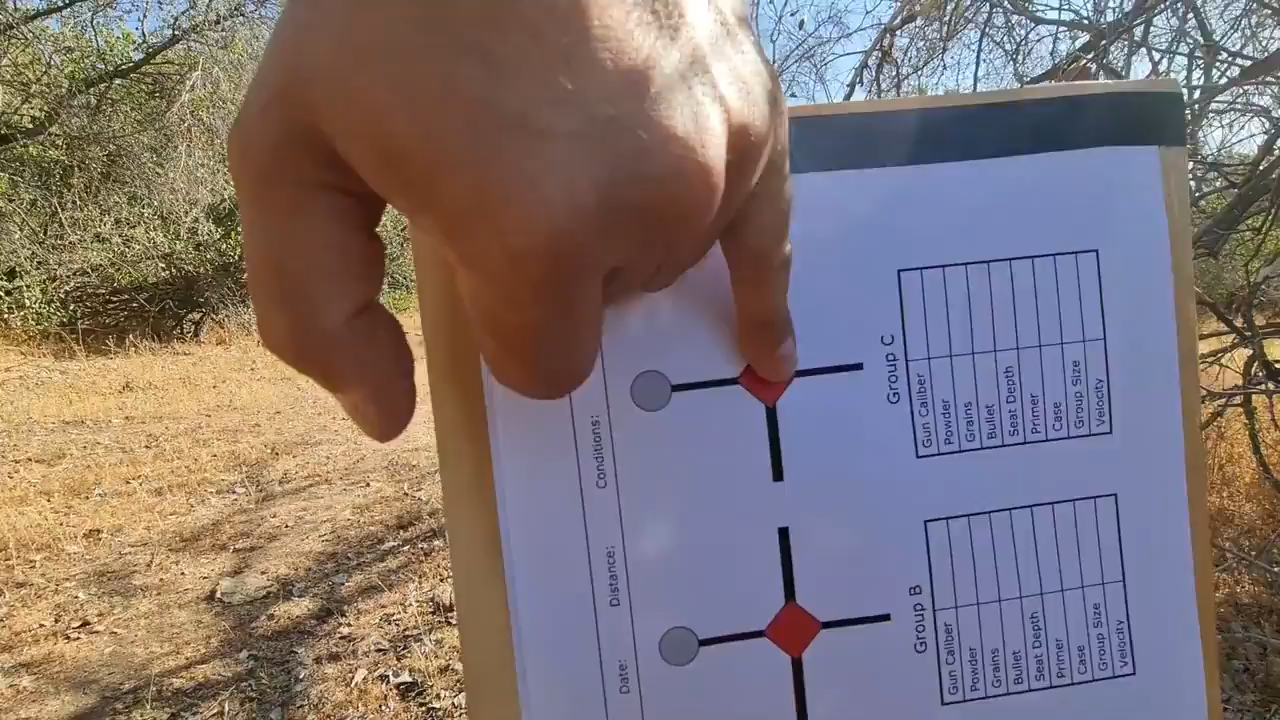 Date:
Distance:
Conditions:
Group B
Gun Caliber
Powder
Grains
Bullet
Seat Depth
Primer
Case
Group Size
Velocity
Group C
Gun Caliber
Powder
Grains
Bullet
Seat Depth
Primer
Case
Group Size
Velocity